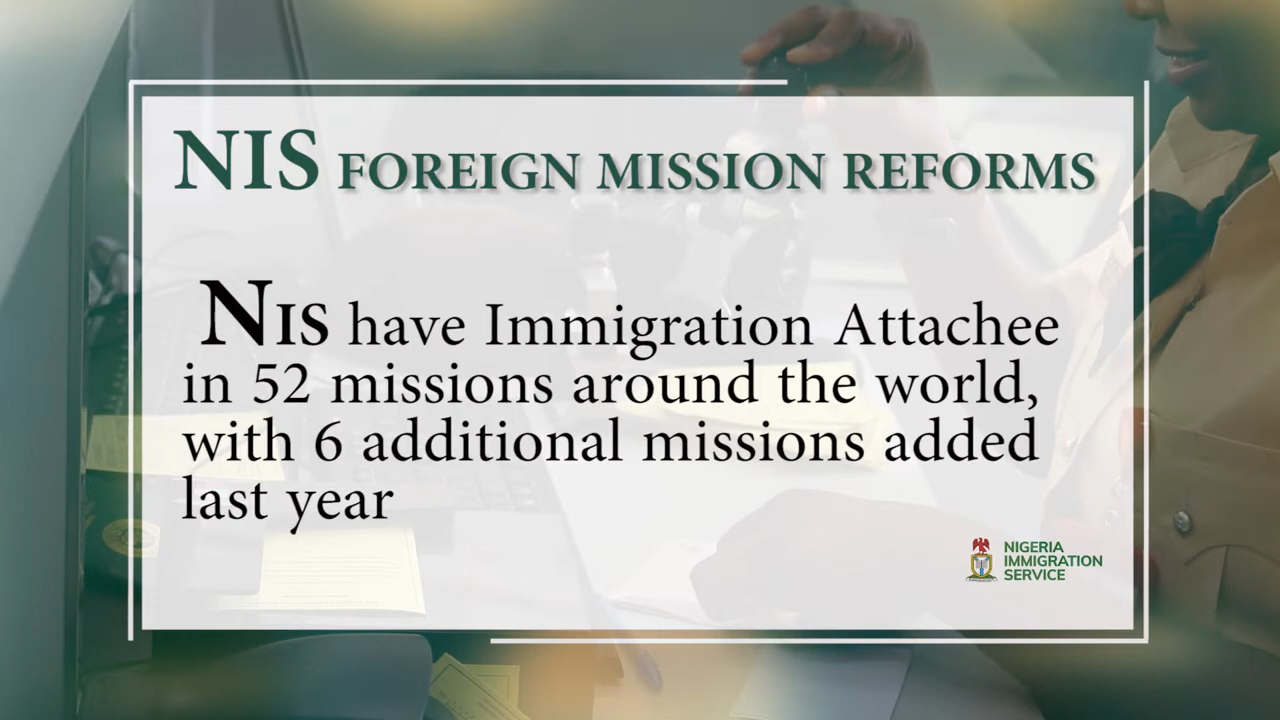 NIS FOREIGN MISSION REFORMS
NIS have Immigration Attachee
in 52 missions around the world,
with 6 additional missions added
last year
NIGERIA
IMMIGRATION
SERVICE